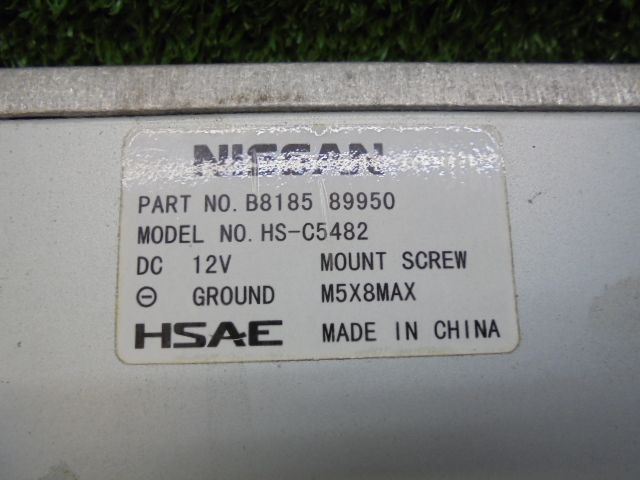 NISSAN
PART NO. B8185 89950
MODEL NO. HS-C5482
DC 12V MOUNT SCREW
⊖ GROUND M5X8MAX
HSAE MADE IN CHINA